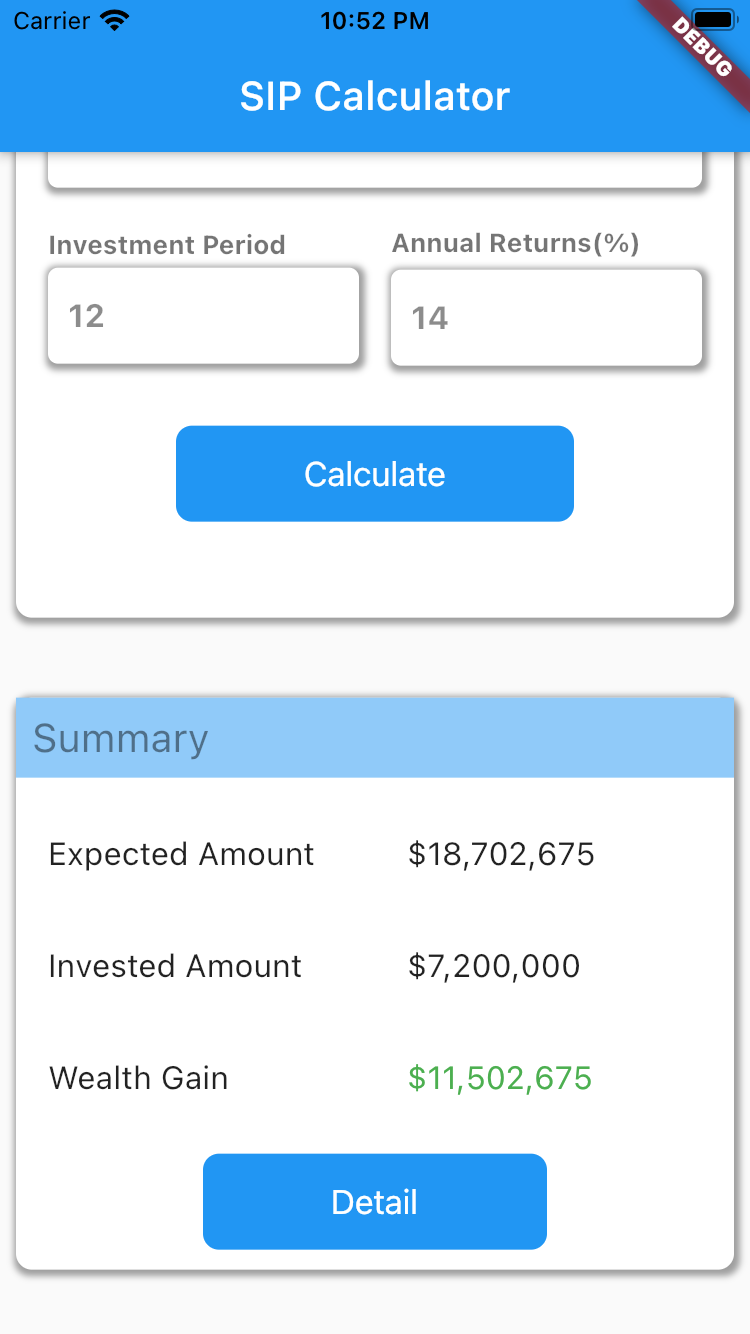 Carrier 10:52 PM
DEBUG
SIP Calculator
Investment Period Annual Returns(%)
12 14
Calculate
Summary
Expected Amount $18,702,675
Invested Amount $7,200,000
Wealth Gain $11,502,675
Detail